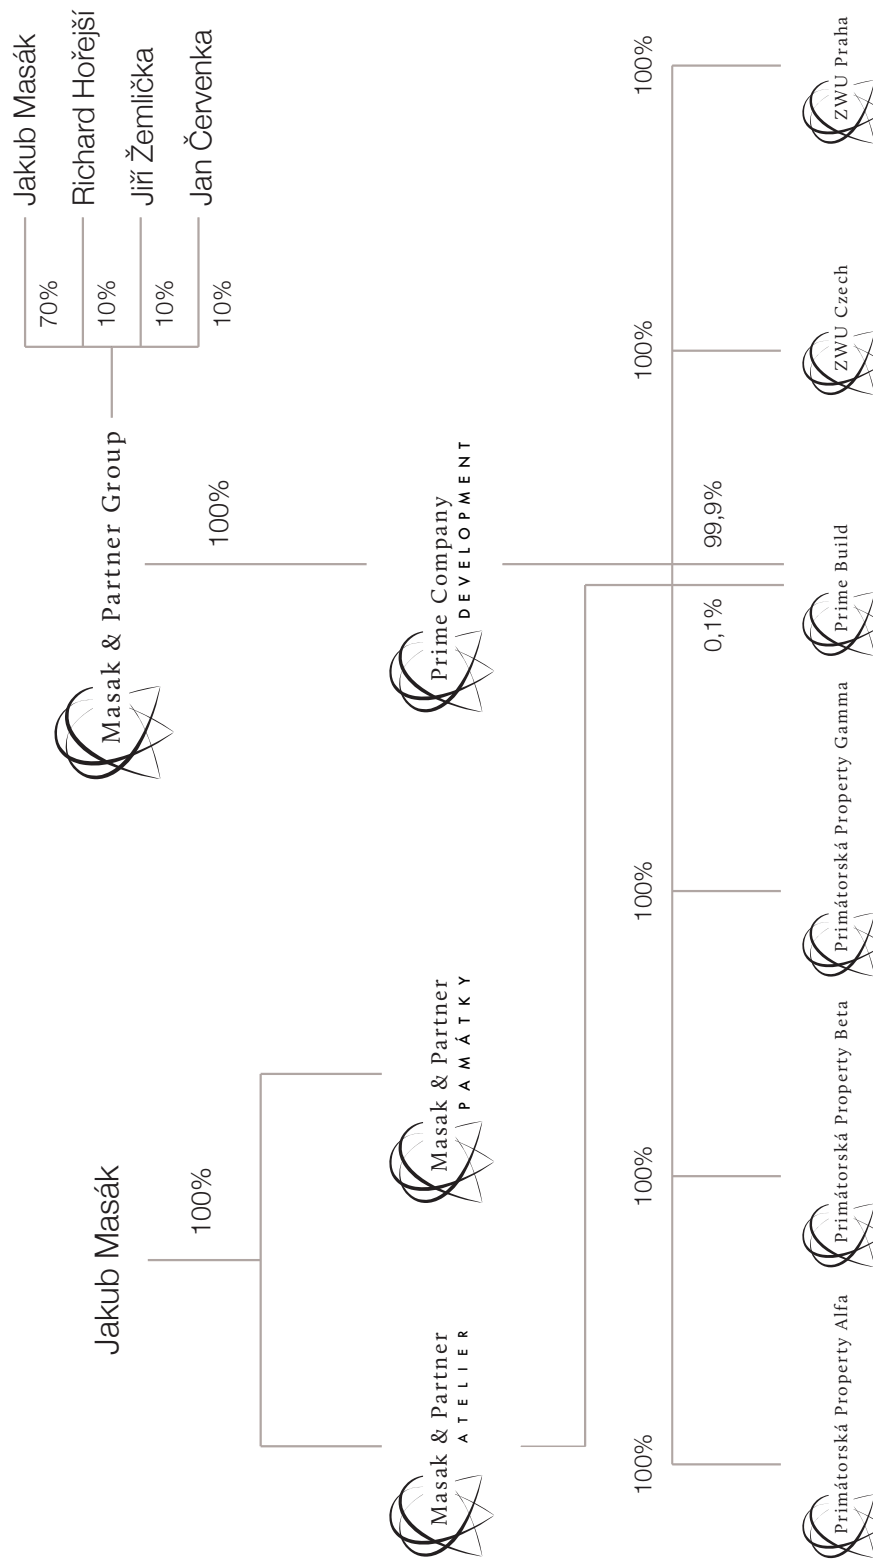 Jakub Masák
100%
Masak & Partner Group
70%
Jakub Masák
10%
Richard Hořejší
10%
Jiří Žemlička
10%
Jan Červenka
100%
Masak & Partner
ATELIER
Masak & Partner
PAMÁTKY
Prime Company
DEVELOPMENT
100%
100%
100%
0,1%
99,9%
100%
100%
Primátorská Property Alfa
Primátorská Property Beta
Primátorská Property Gamma
Prime Build
ZWU Czech
ZWU Praha